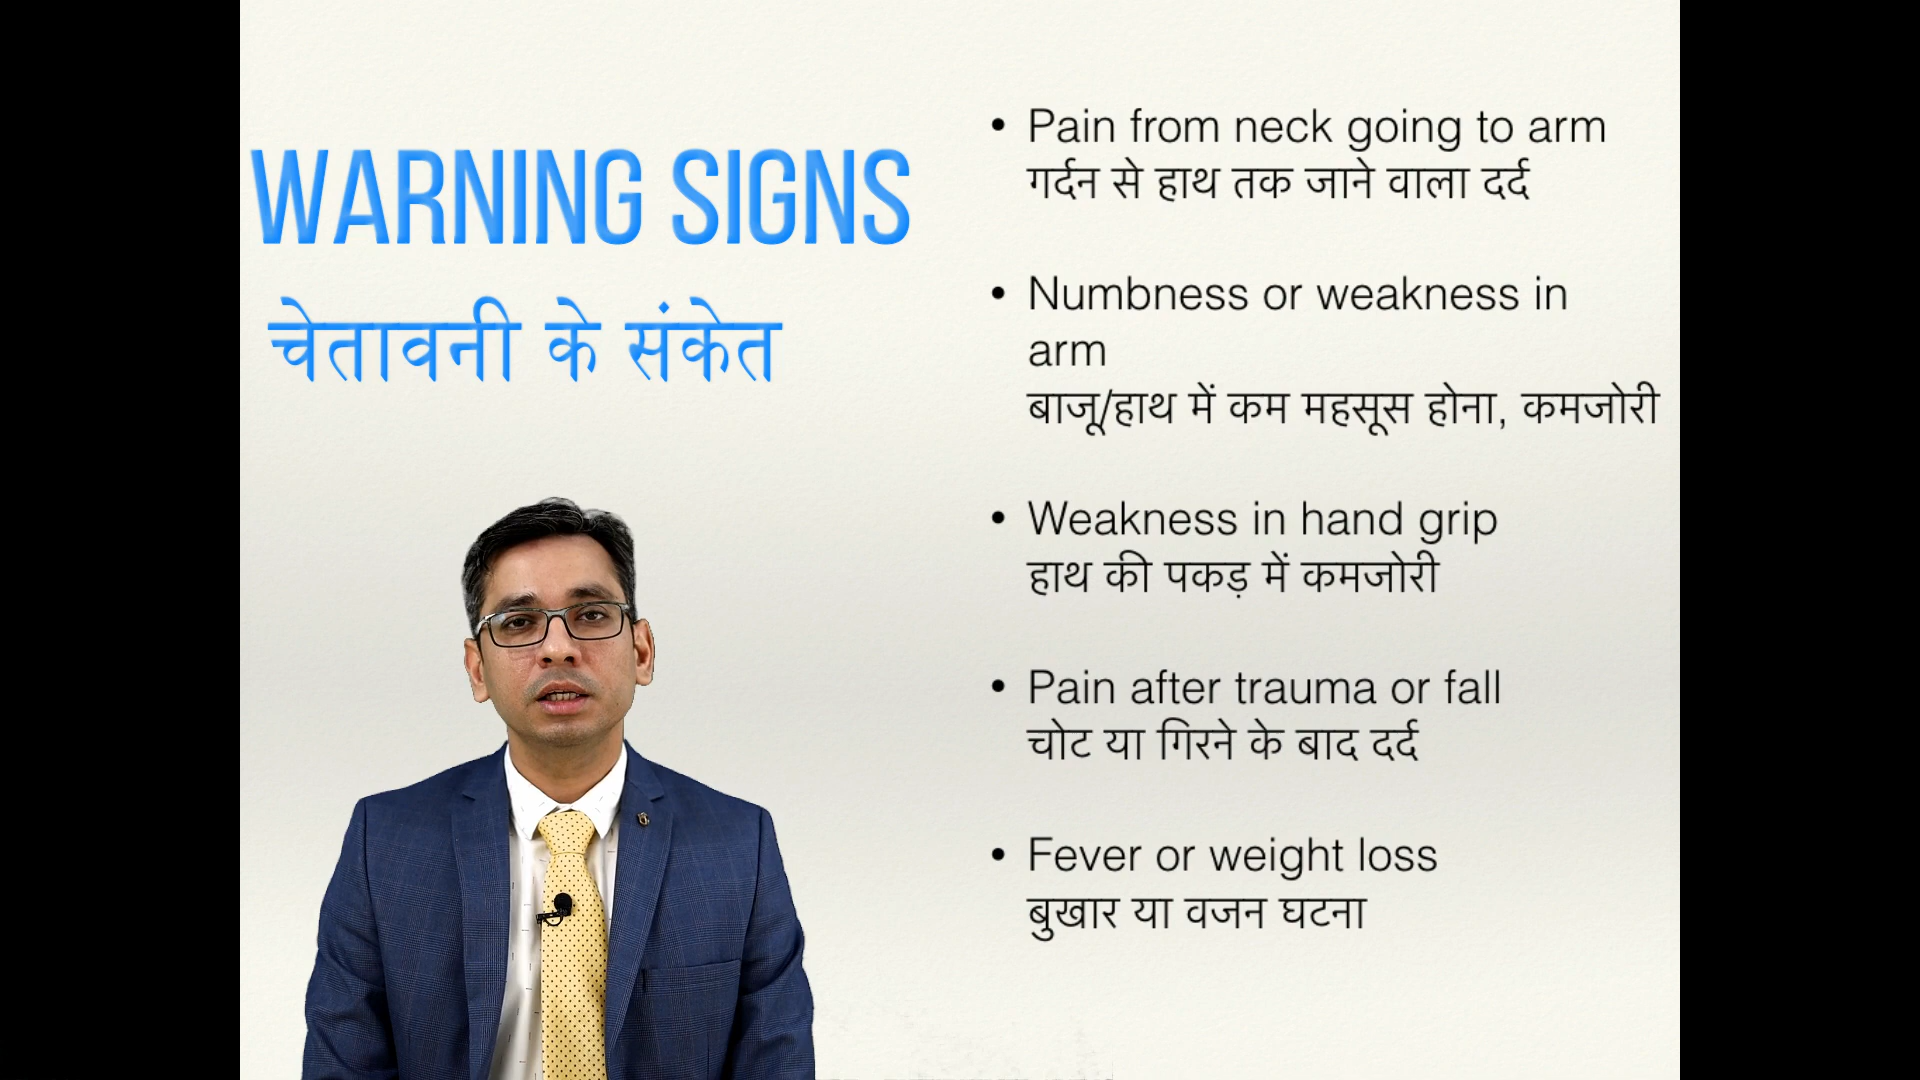 WARNING SIGNS
चेतावनी के संकेत
• Pain from neck going to arm
गर्दन से हाथ तक जाने वाला दर्द
• Numbness or weakness in
arm
बाजू/हाथ में कम महसूस होना, कमजोरी
• Weakness in hand grip
हाथ की पकड़ में कमजोरी
• Pain after trauma or fall
चोट या गिरने के बाद दर्द
• Fever or weight loss
बुखार या वजन घटना